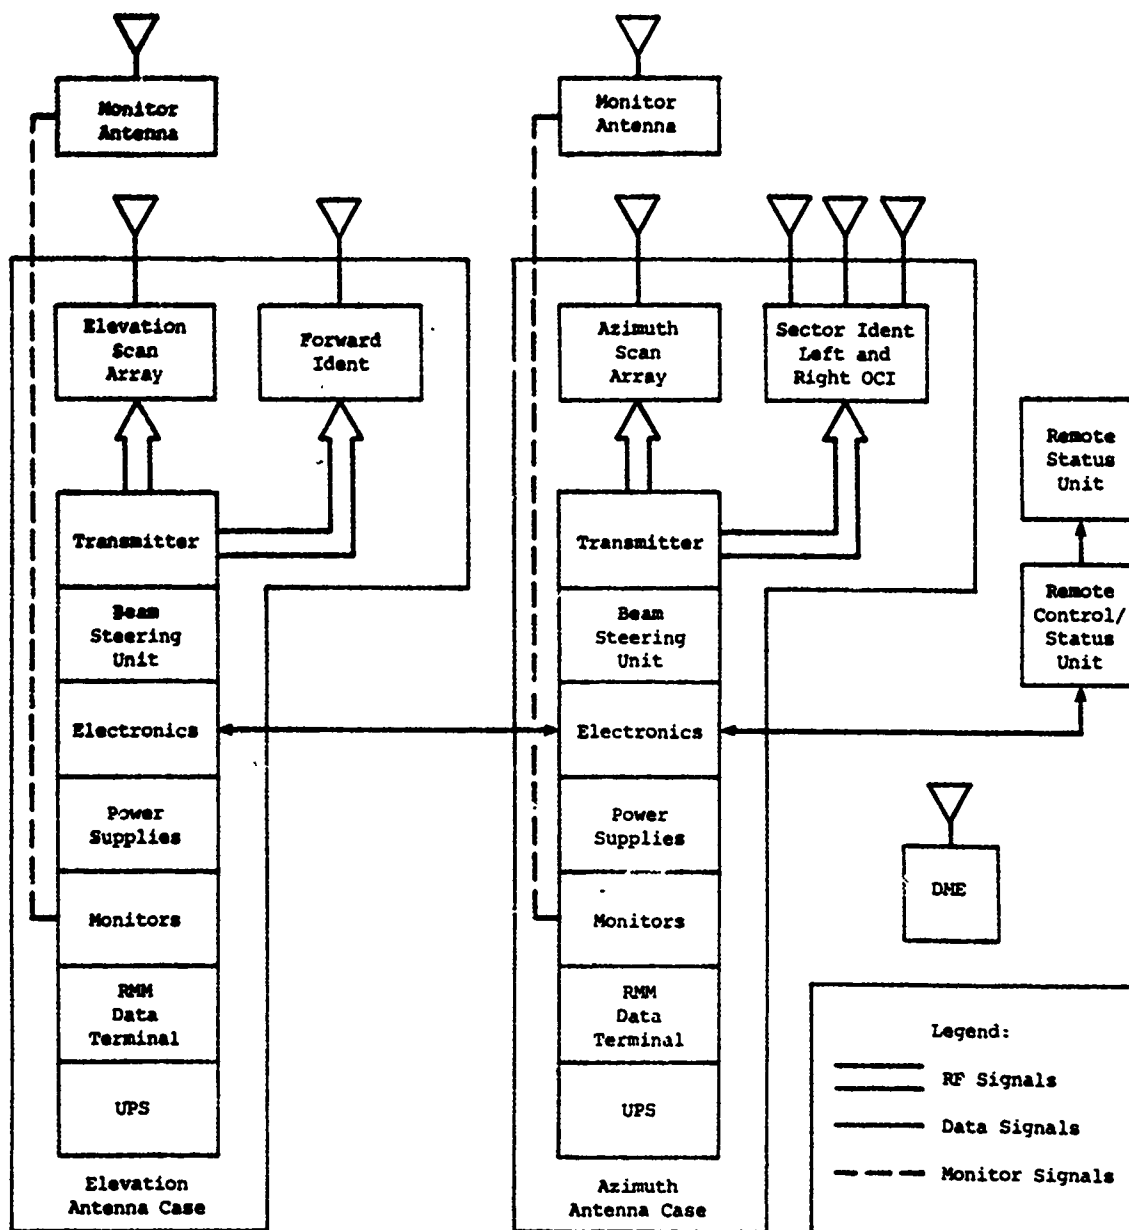 Monitor
Antenna
Monitor
Antenna
Elevation
Scan
Array
Forward
Ident
Azimuth
Scan
Array
Sector Ident
Left and
Right OCI
Remote
Status
Unit
Transmitter
Transmitter
Beam
Steering
Unit
Beam
Steering
Unit
Remote
Control/
Status
Unit
Electronics
Electronics
Power
Supplies
Power
Supplies
DME
Monitors
Monitors
RMM
Data
Terminal
RMM
Data
Terminal
UPS
UPS
Elevation
Antenna Case
Azimuth
Antenna Case
Legend:
RF Signals
Data Signals
Monitor Signals